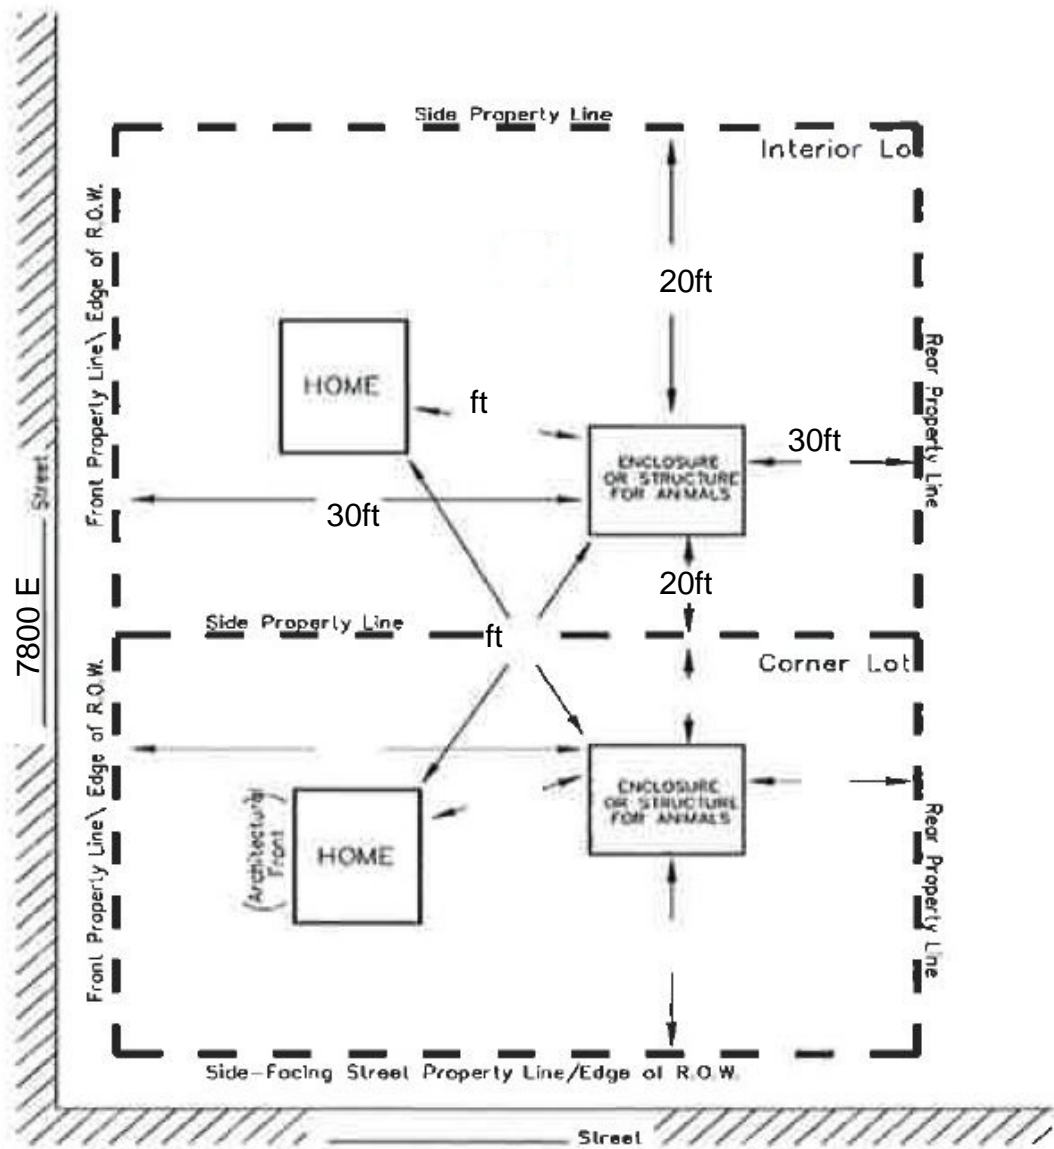 Side Property Line
Interior Lo
Front Property Line\ Edge of R.O.W.
20ft
Rear Property Line
HOME
ft
30ft
ENCLOSURE
OR STRUCTURE
FOR ANIMALS
Street
30ft
7800 E
20ft
Side Property Line
ft
Corner Lot
Front Property Line\ Edge of R.O.W.
ENCLOSURE
OR STRUCTURE
FOR ANIMALS
(Architectural
Front)
HOME
Rear Property Line
Side-Facing Street Property Line/Edge of R.O.W.
Street